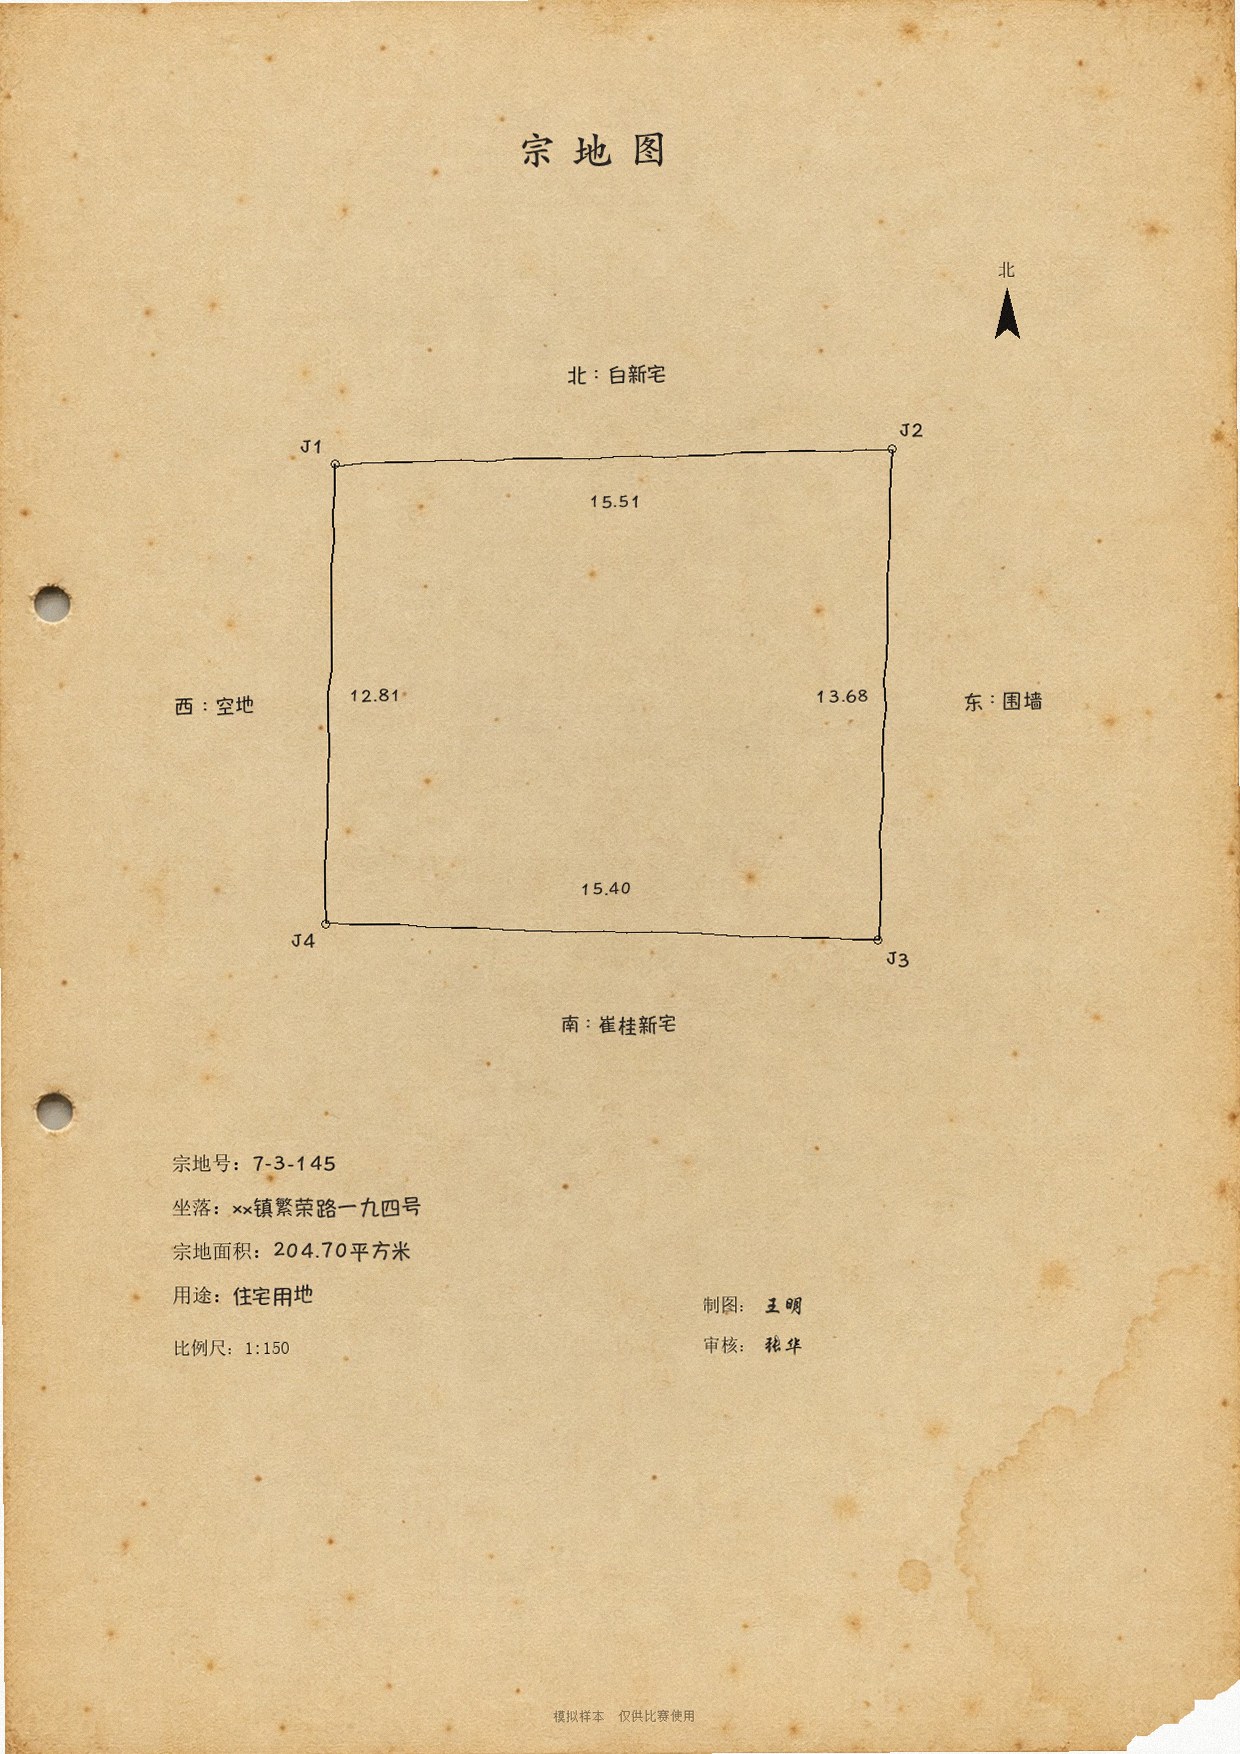 宗地图
北
北：白新宅
J1
J2
15.51
西：空地
12.81
13.68
东：围墙
15.40
J4
J3
南：崔桂新宅
宗地号：7-3-145
坐落：××镇繁荣路一九四号
宗地面积：204.70平方米
用途：住宅用地
制图：王明
比例尺：1:150
审核：张华
模拟样本 仅供比赛使用